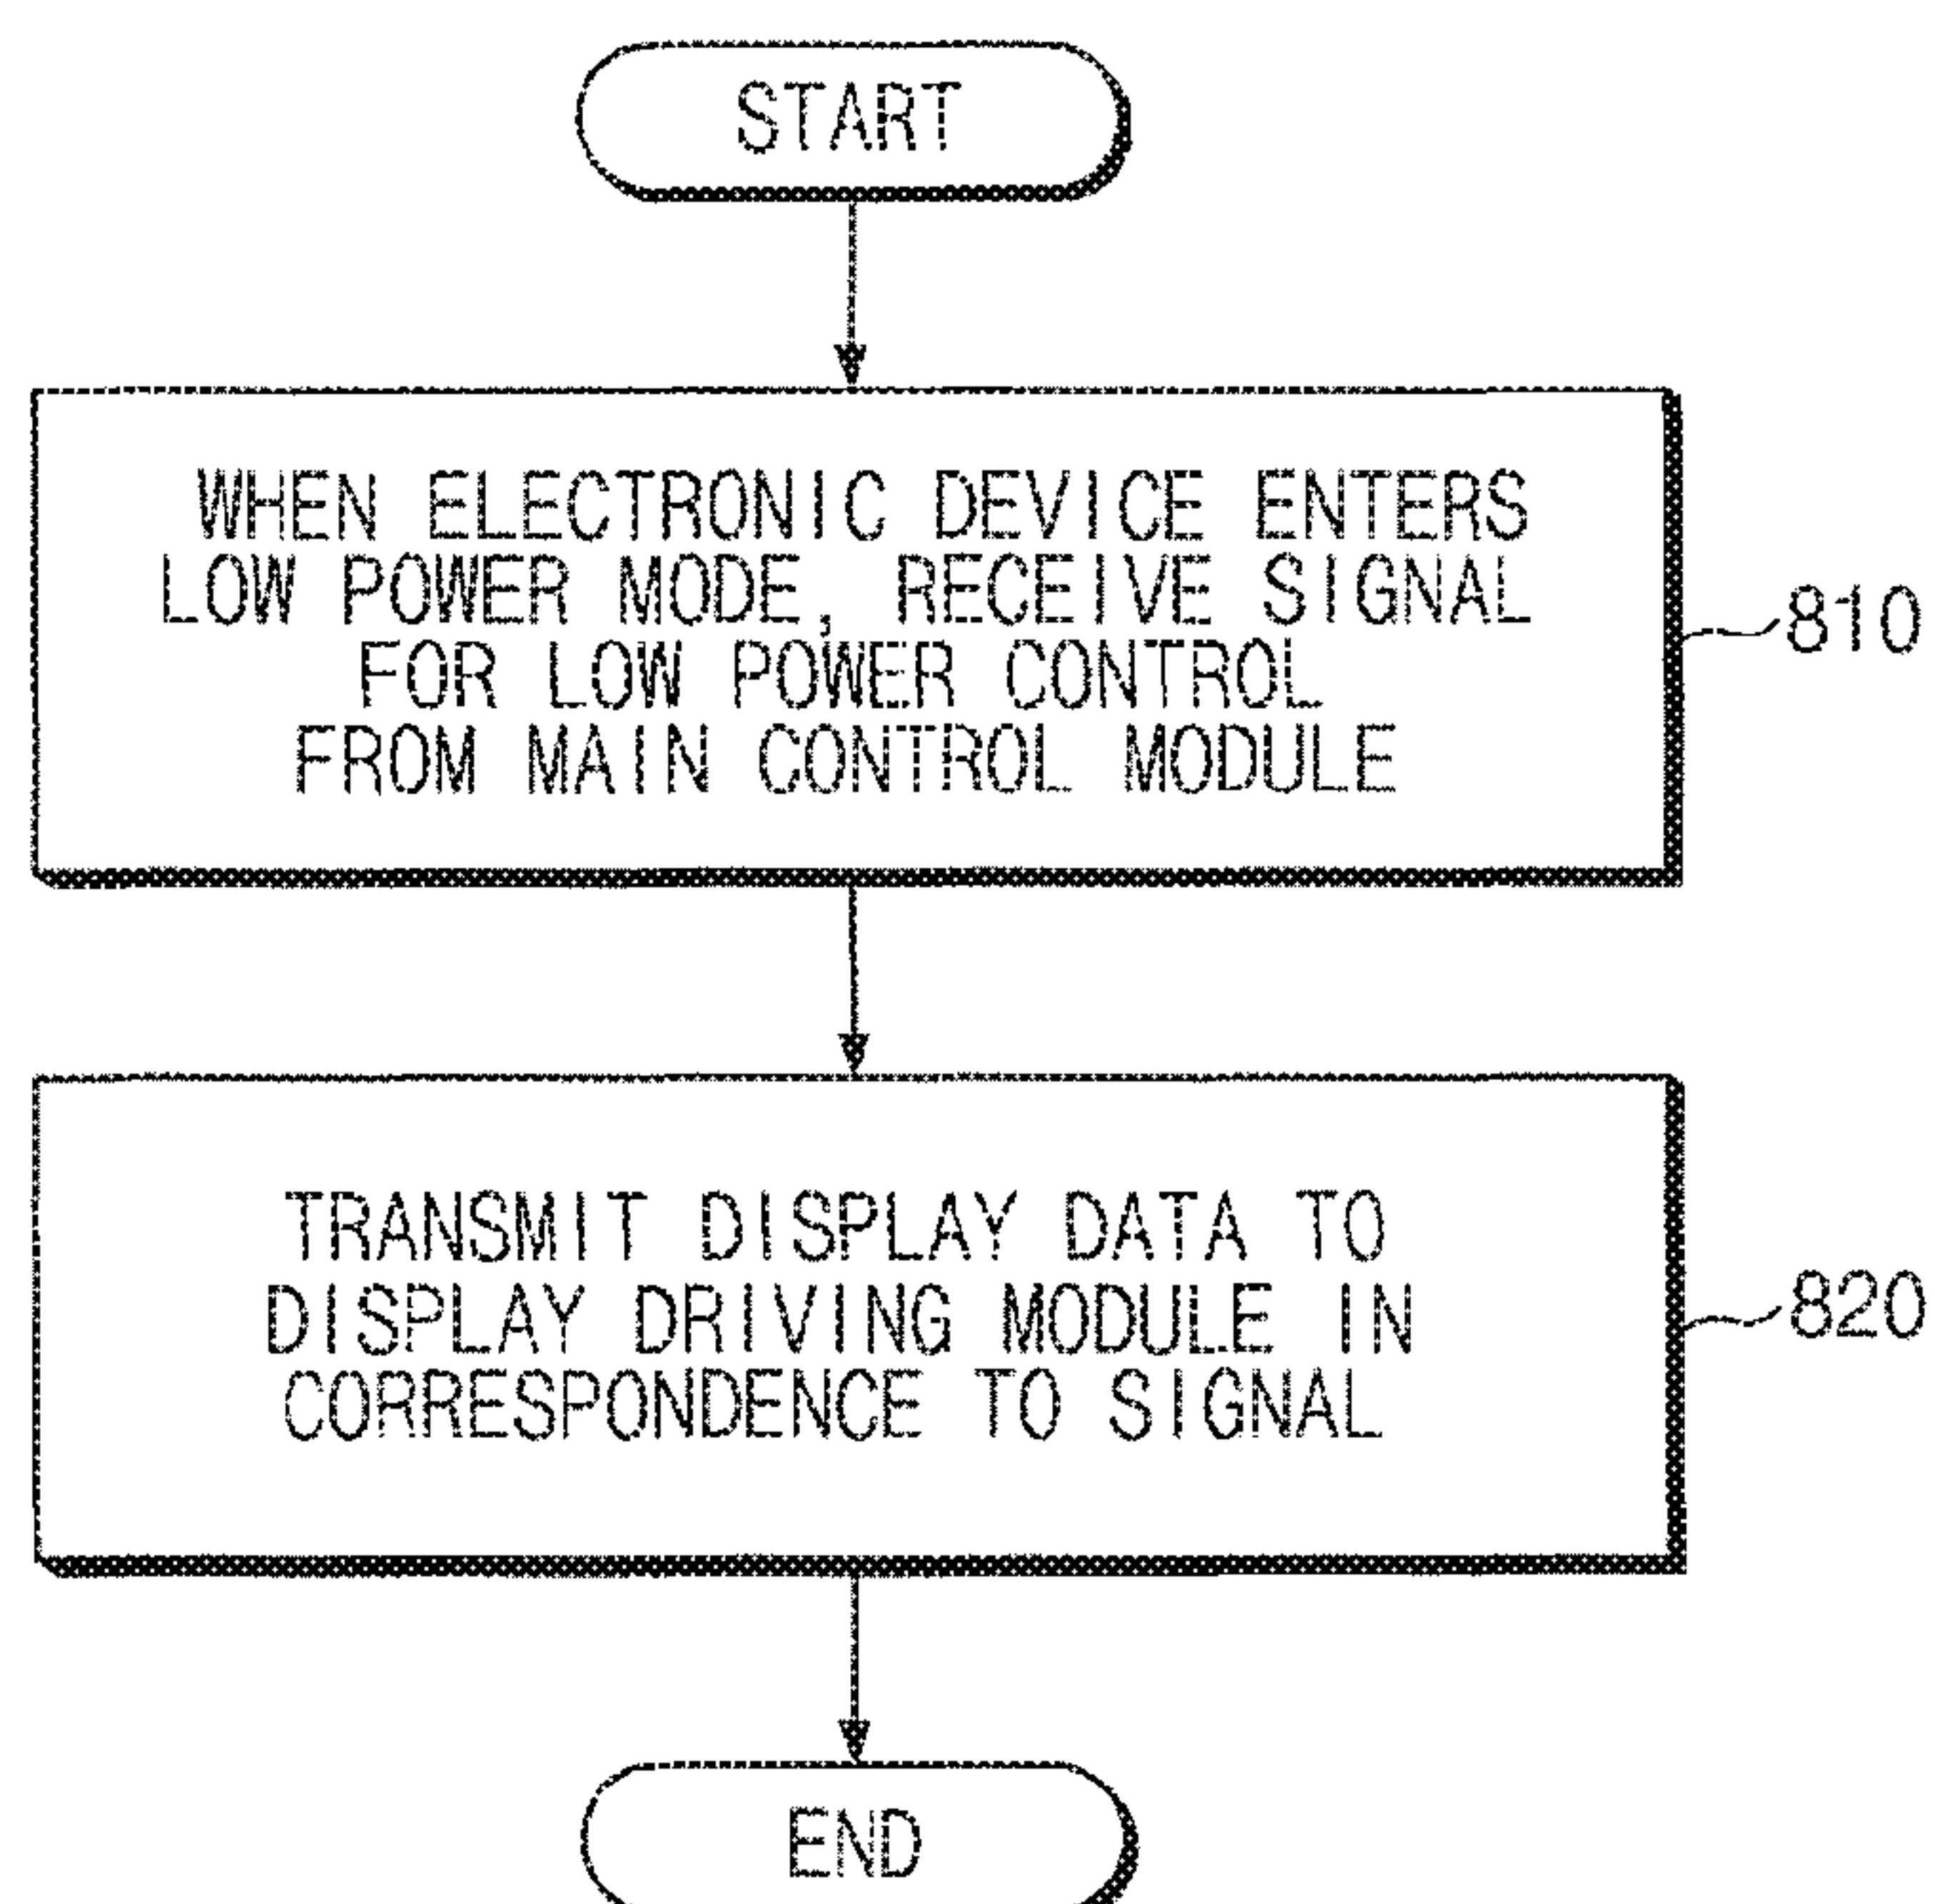 START
WHEN ELECTRONIC DEVICE ENTERS
LOW POWER MODE, RECEIVE SIGNAL
FOR LOW POWER CONTROL
FROM MAIN CONTROL MODULE
810
TRANSMIT DISPLAY DATA TO
DISPLAY DRIVING MODULE IN
CORRESPONDENCE TO SIGNAL
820
END